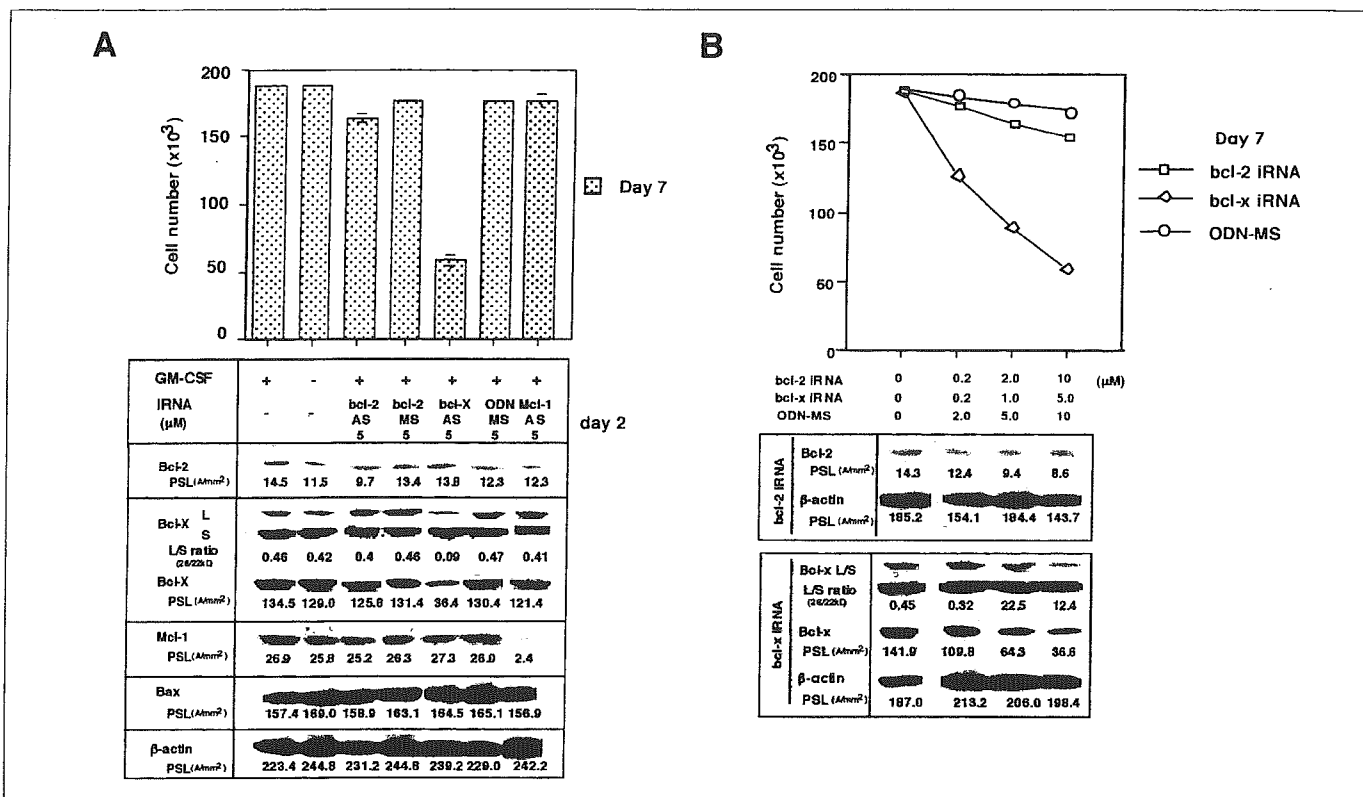 A
200
150
100
50
0
Cell number (x10³)
Day 7
GM-CSF + - + + + + +
IRNA (µM) - - bcl-2 AS 5 bcl-2 MS 5 bcl-X AS 5 ODN MS 5 Mcl-1 AS 5
day 2
Bcl-2
PSL(A/mm²) 14.5 11.5 9.7 13.4 13.8 12.3 12.3
Bcl-X L
S
L/S ratio 0.46 0.42 0.4 0.46 0.09 0.47 0.41
(26/22kD)
Bcl-X
PSL(A/mm²) 134.5 129.0 125.8 131.4 36.4 130.4 121.4
Mcl-1
PSL(A/mm²) 26.9 25.8 25.2 26.3 27.3 26.0 2.4
Bax
PSL(A/mm²) 157.4 169.0 158.9 163.1 164.5 165.1 156.9
β-actin
PSL(A/mm²) 223.4 244.8 231.2 244.8 239.2 229.0 242.2
B
200
150
100
50
0
Cell number (x10³)
Day 7
bcl-2 iRNA
bcl-x iRNA
ODN-MS
bcl-2 IRNA 0 0.2 2.0 10 (µM)
bcl-x IRNA 0 0.2 1.0 5.0
ODN-MS 0 2.0 5.0 10
bcl-2 IRNA
Bcl-2
PSL(A/mm²) 14.3 12.4 9.4 8.6
β-actin
PSL(A/mm²) 185.2 154.1 184.4 143.7
bcl-x IRNA
Bcl-x L/S
L/S ratio 0.45 0.32 22.5 12.4
(26/22kD)
Bcl-x
PSL(A/mm²) 141.9 109.8 64.3 36.6
β-actin
PSL(A/mm²) 187.0 213.2 206.0 198.4